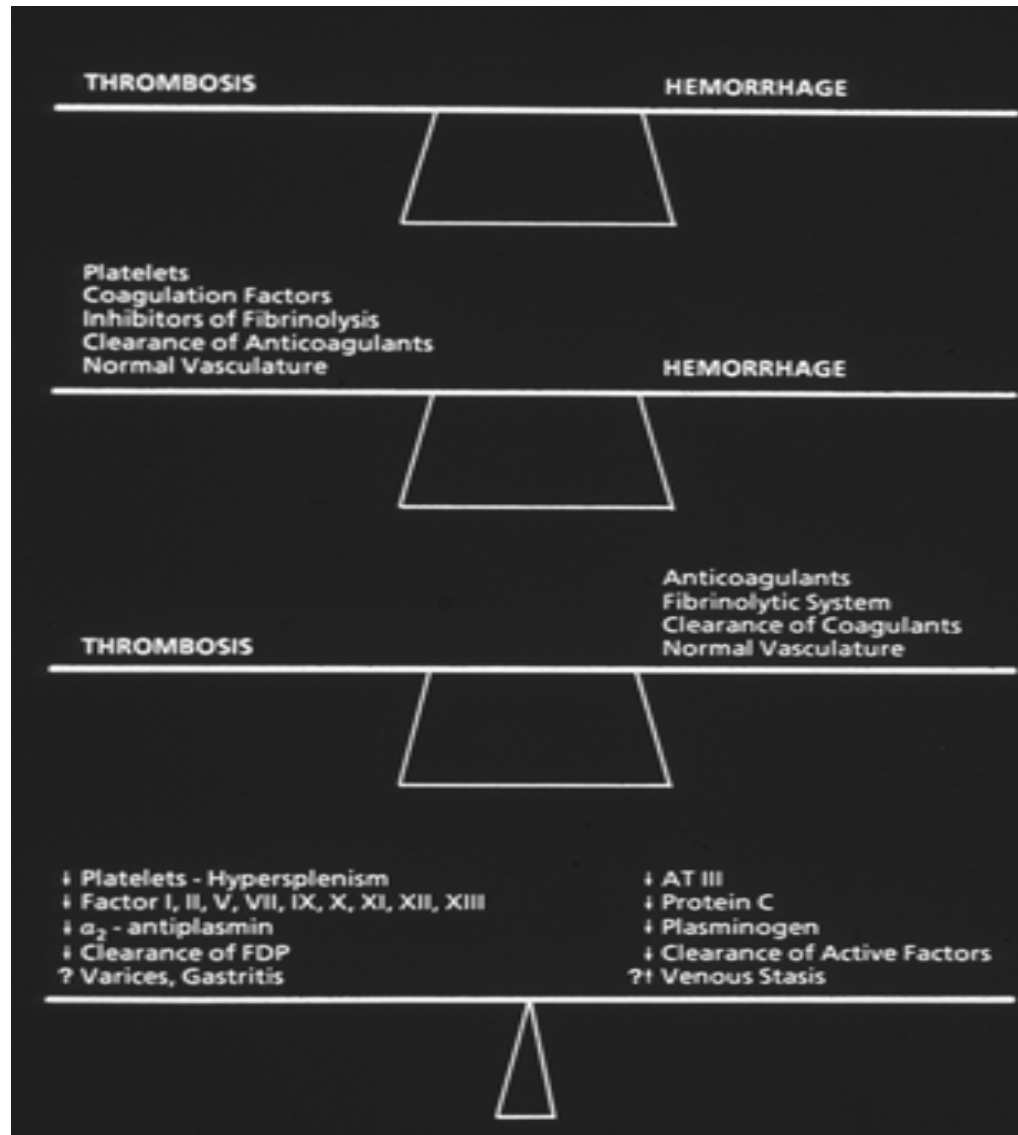 THROMBOSIS
HEMORRHAGE
Platelets
Coagulation Factors
Inhibitors of Fibrinolysis
Clearance of Anticoagulants
Normal Vasculature
HEMORRHAGE
Anticoagulants
Fibrinolytic System
Clearance of Coagulants
Normal Vasculature
THROMBOSIS
↓ Platelets - Hypersplenism
↓ Factor I, II, V, VII, IX, X, XI, XII, XIII
↓ α₂ - antiplasmin
↓ Clearance of FDP
? Varices, Gastritis
↓ AT III
↓ Protein C
↓ Plasminogen
↓ Clearance of Active Factors
?↑ Venous Stasis